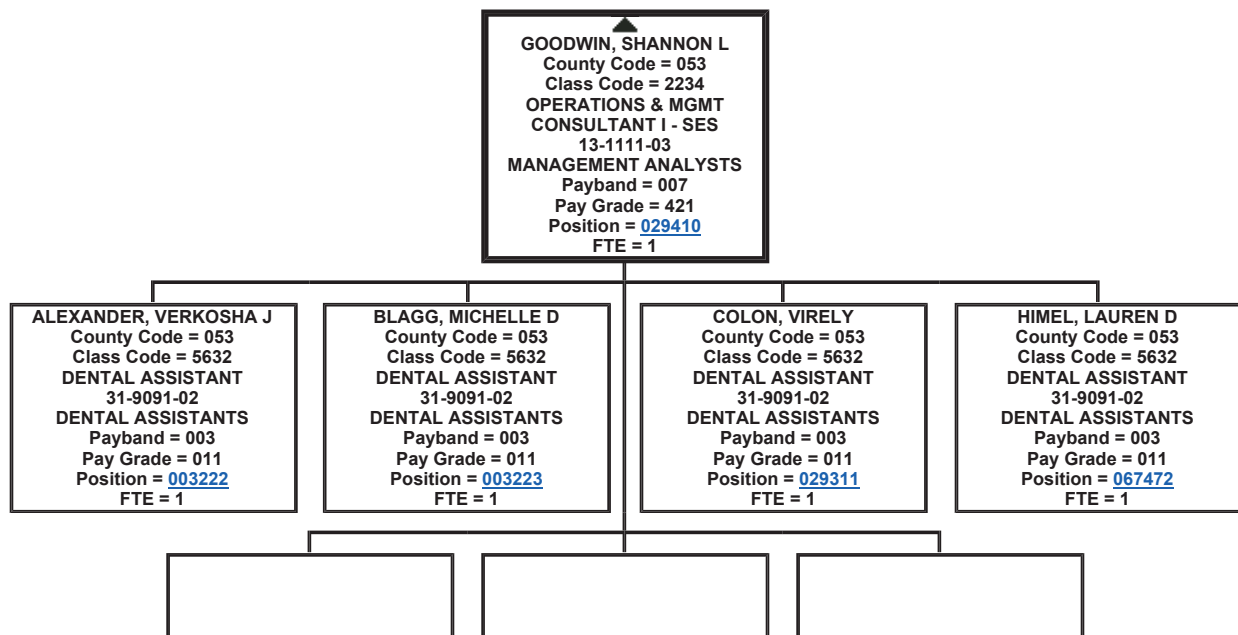 GOODWIN, SHANNON L
County Code = 053
Class Code = 2234
OPERATIONS & MGMT
CONSULTANT I - SES
13-1111-03
MANAGEMENT ANALYSTS
Payband = 007
Pay Grade = 421
Position = 029410
FTE = 1
ALEXANDER, VERKOSHA J
County Code = 053
Class Code = 5632
DENTAL ASSISTANT
31-9091-02
DENTAL ASSISTANTS
Payband = 003
Pay Grade = 011
Position = 003222
FTE = 1
BLAGG, MICHELLE D
County Code = 053
Class Code = 5632
DENTAL ASSISTANT
31-9091-02
DENTAL ASSISTANTS
Payband = 003
Pay Grade = 011
Position = 003223
FTE = 1
COLON, VIRELY
County Code = 053
Class Code = 5632
DENTAL ASSISTANT
31-9091-02
DENTAL ASSISTANTS
Payband = 003
Pay Grade = 011
Position = 029311
FTE = 1
HIMEL, LAUREN D
County Code = 053
Class Code = 5632
DENTAL ASSISTANT
31-9091-02
DENTAL ASSISTANTS
Payband = 003
Pay Grade = 011
Position = 067472
FTE = 1